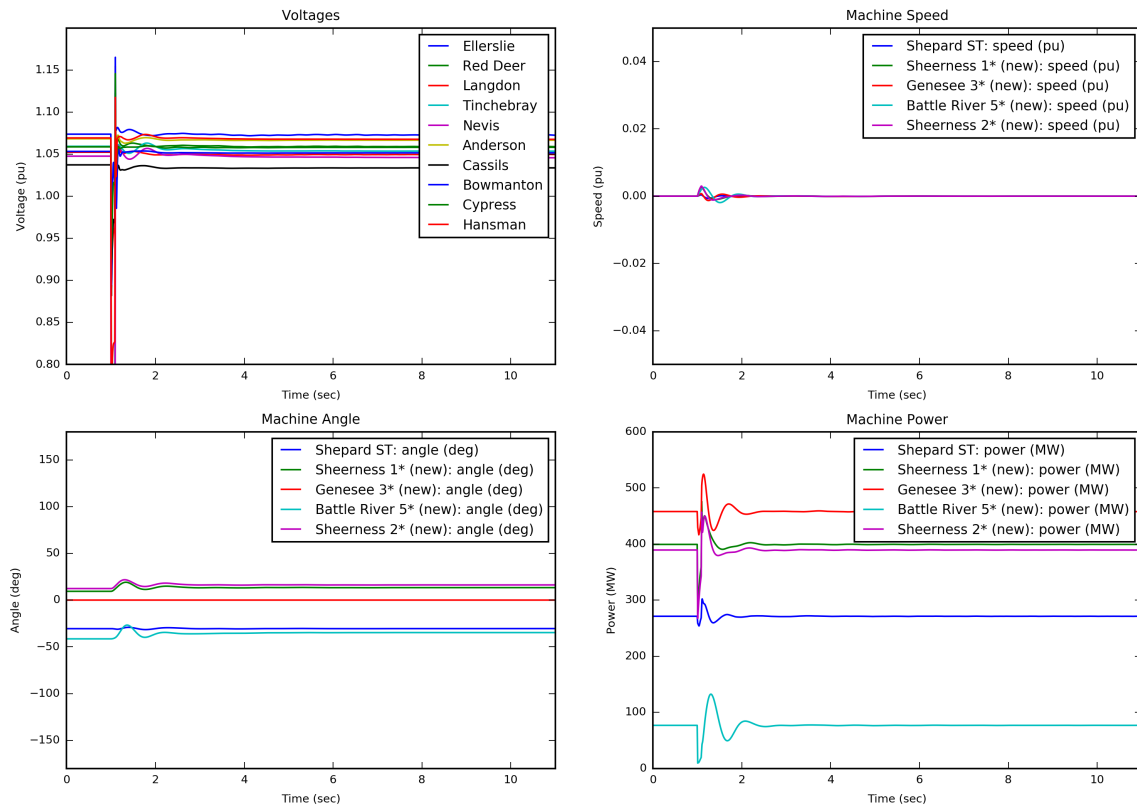 Voltages
1.15
1.10
1.05
1.00
0.95
0.90
0.85
0.80
Voltage (pu)
Ellerslie
Red Deer
Langdon
Tinchebray
Nevis
Anderson
Cassils
Bowmanton
Cypress
Hansman
0 2 4 6 8 10
Time (sec)
Machine Speed
0.04
0.02
0.00
−0.02
−0.04
Speed (pu)
Shepard ST: speed (pu)
Sheerness 1* (new): speed (pu)
Genesee 3* (new): speed (pu)
Battle River 5* (new): speed (pu)
Sheerness 2* (new): speed (pu)
0 2 4 6 8 10
Time (sec)
Machine Angle
150
100
50
0
−50
−100
−150
Angle (deg)
Shepard ST: angle (deg)
Sheerness 1* (new): angle (deg)
Genesee 3* (new): angle (deg)
Battle River 5* (new): angle (deg)
Sheerness 2* (new): angle (deg)
0 2 4 6 8 10
Time (sec)
Machine Power
600
500
400
300
200
100
0
Power (MW)
Shepard ST: power (MW)
Sheerness 1* (new): power (MW)
Genesee 3* (new): power (MW)
Battle River 5* (new): power (MW)
Sheerness 2* (new): power (MW)
0 2 4 6 8 10
Time (sec)